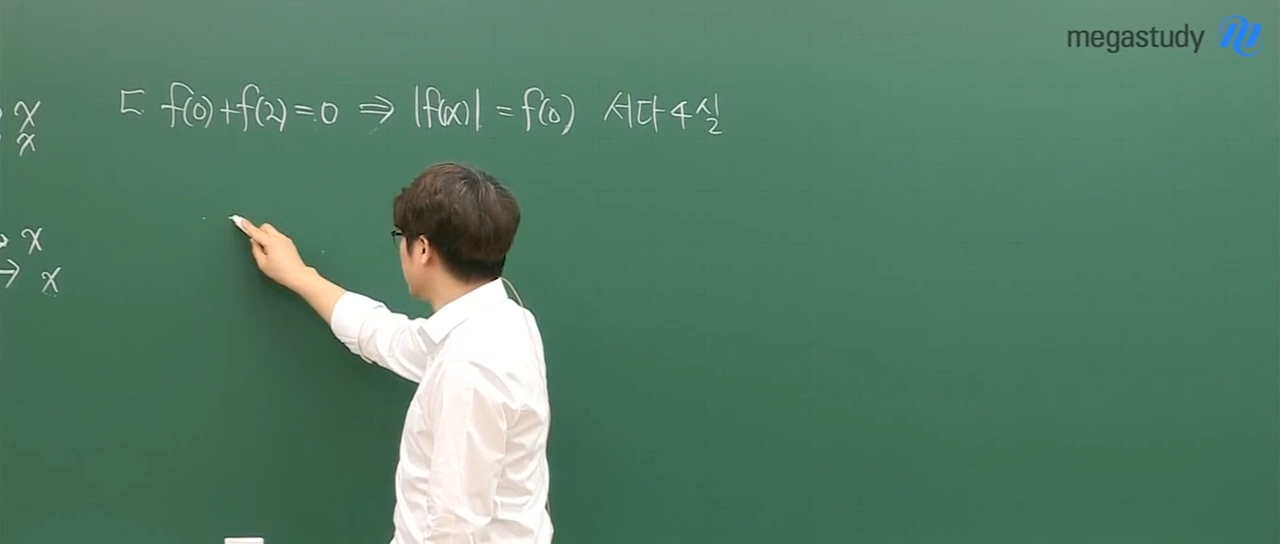 megastudy
ㄷ f(0)+f(2)=0 ⇒ |f(x)| = f(0) 서다4실
x
x
x
→ x